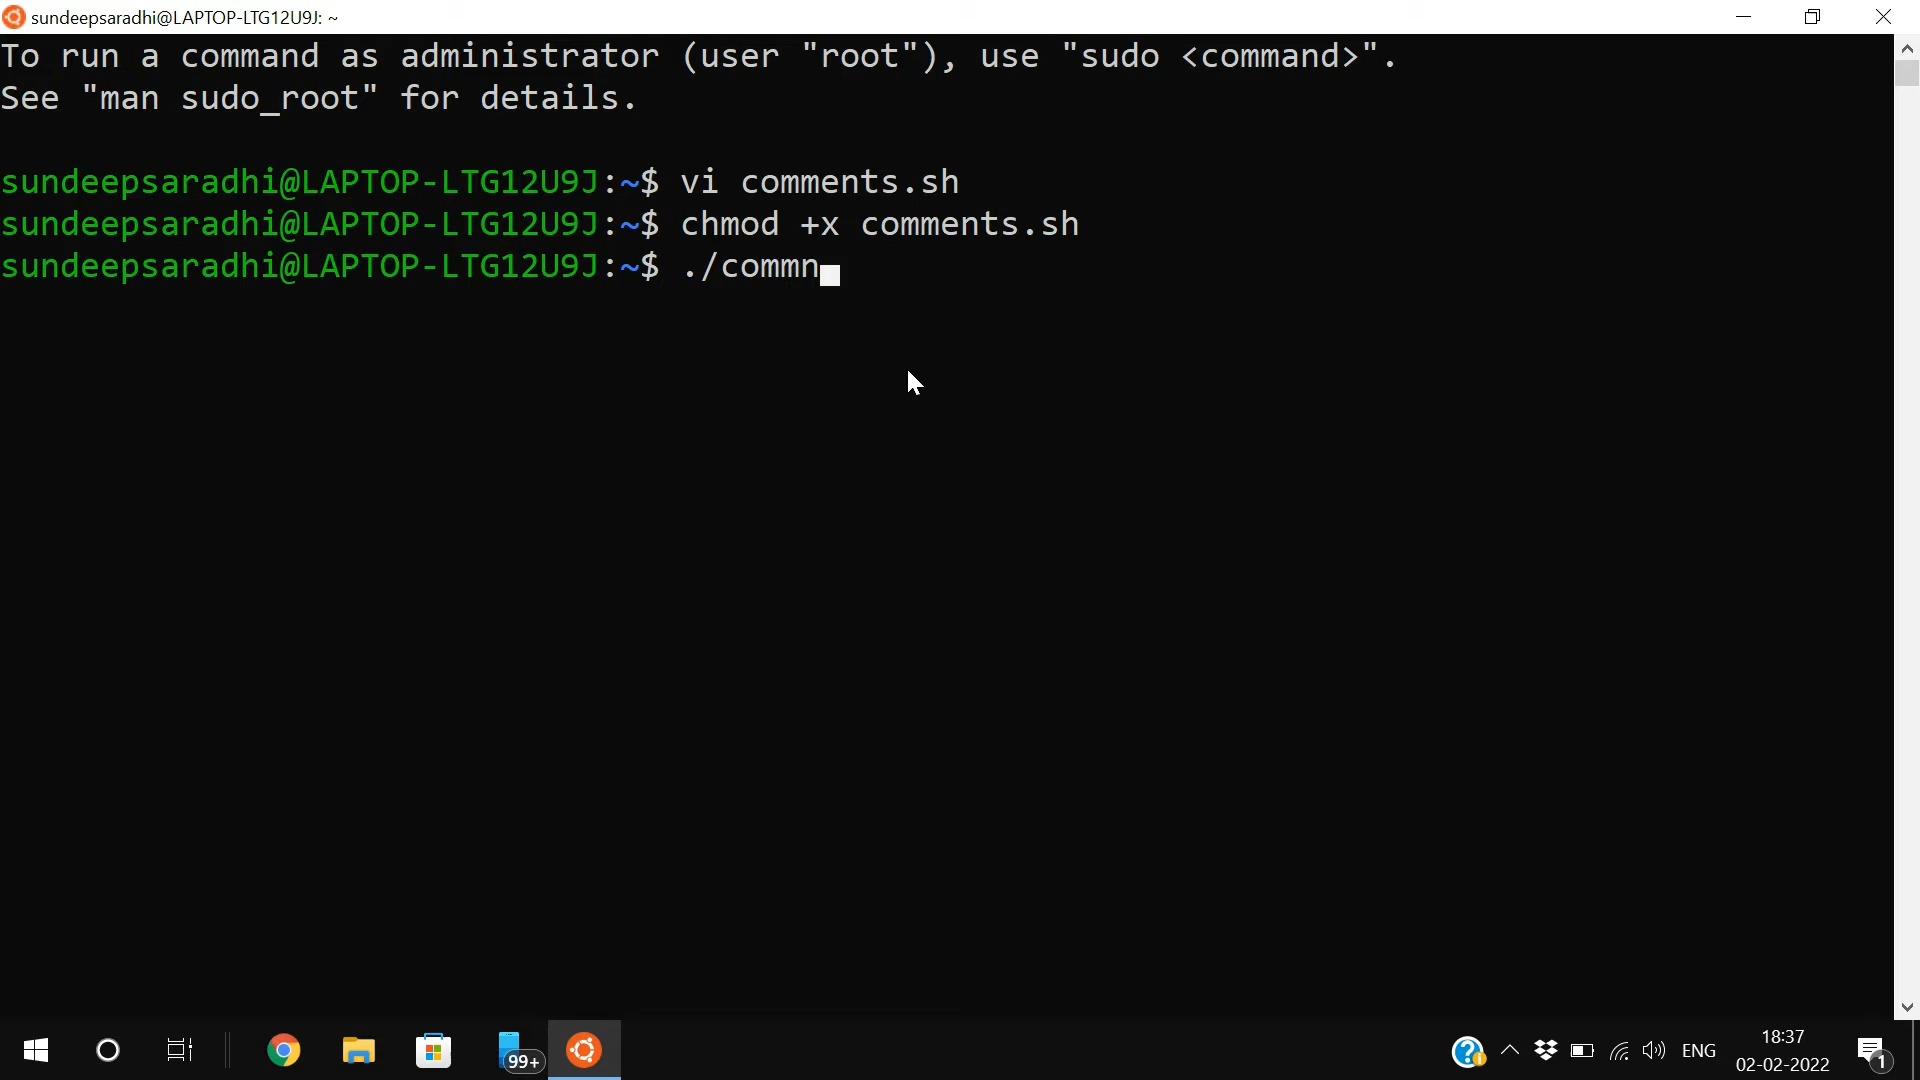 sundeepsaradhi@LAPTOP-LTG12U9J: ~
To run a command as administrator (user "root"), use "sudo <command>".
See "man sudo_root" for details.
sundeepsaradhi@LAPTOP-LTG12U9J:~$ vi comments.sh
sundeepsaradhi@LAPTOP-LTG12U9J:~$ chmod +x comments.sh
sundeepsaradhi@LAPTOP-LTG12U9J:~$ ./commn
99+
ENG
18:37
02-02-2022
1